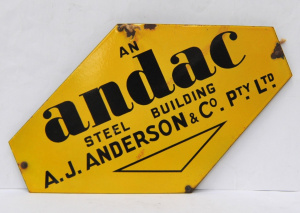 AN
andac
STEEL BUILDING
A.J. ANDERSON & Co. PTY LTD.